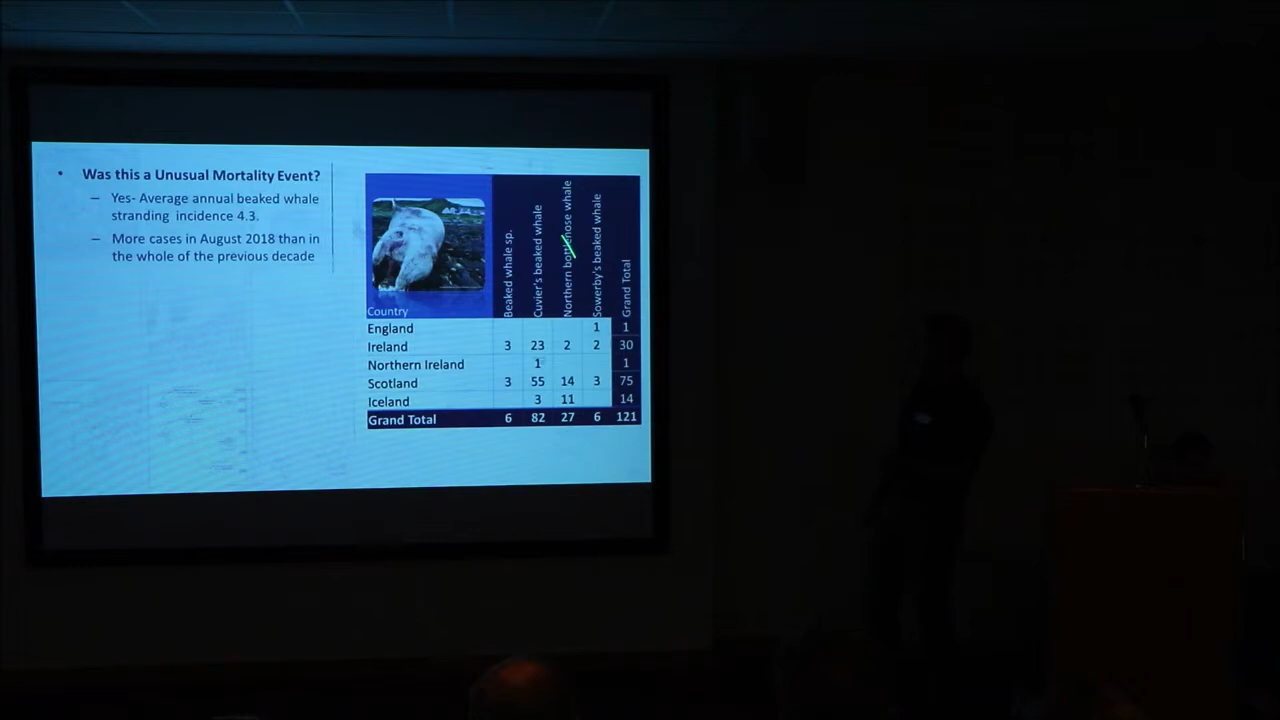 • Was this a Unusual Mortality Event?
– Yes- Average annual beaked whale
stranding incidence 4.3.
– More cases in August 2018 than in
the whole of the previous decade
Country Beaked whale sp. Cuvier's beaked whale Northern bottlenose whale Sowerby's beaked whale Grand Total
England 1 1
Ireland 3 23 2 2 30
Northern Ireland 1 1
Scotland 3 55 14 3 75
Iceland 3 11 14
Grand Total 6 82 27 6 121